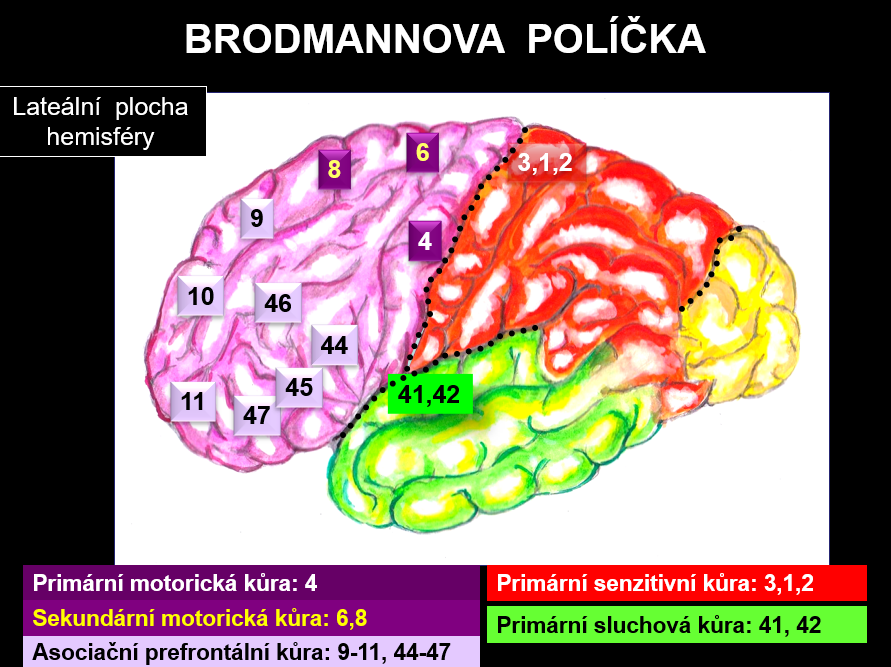 BRODMANNOVA POLÍČKA
Lateální plocha
hemisféry
6
8
3,1,2
9
4
10
46
44
45
41,42
11
47
Primární motorická kůra: 4
Sekundární motorická kůra: 6,8
Asociační prefrontální kůra: 9-11, 44-47
Primární senzitivní kůra: 3,1,2
Primární sluchová kůra: 41, 42